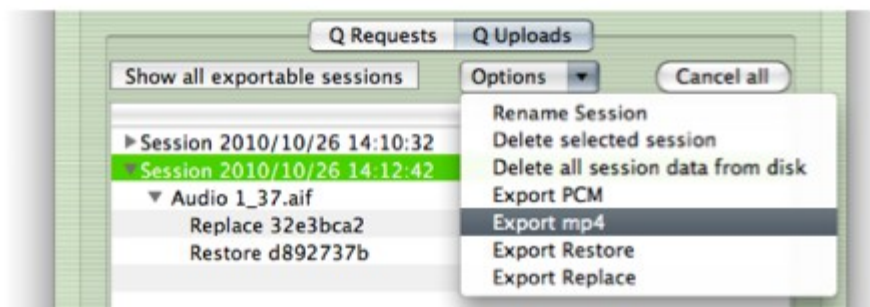 Q Requests Q Uploads
Show all exportable sessions Options Cancel all
Rename Session
Session 2010/10/26 14:10:32 Delete selected session
Session 2010/10/26 14:12:42 Delete all session data from disk
Audio 1_37.aif Export PCM
Replace 32e3bca2 Export mp4
Restore d892737b Export Restore
Export Replace